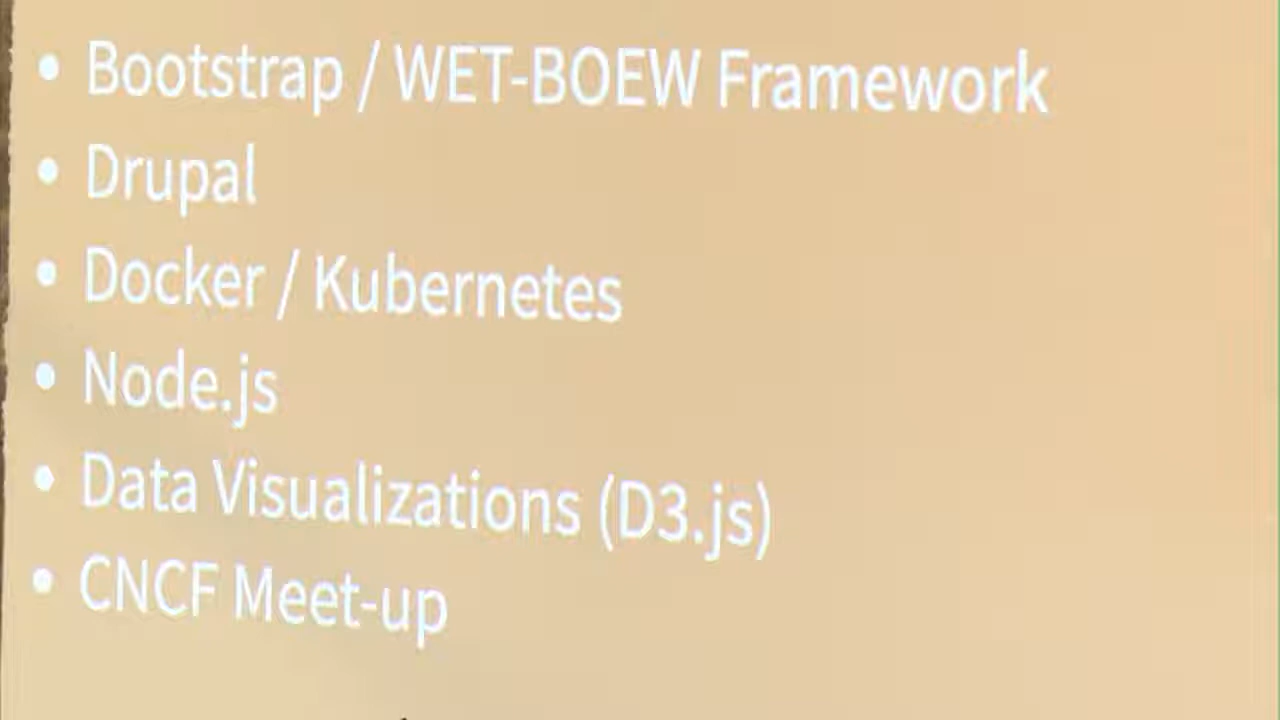 • Bootstrap / WET-BOEW Framework
• Drupal
• Docker / Kubernetes
• Node.js
• Data Visualizations (D3.js)
• CNCF Meet-up